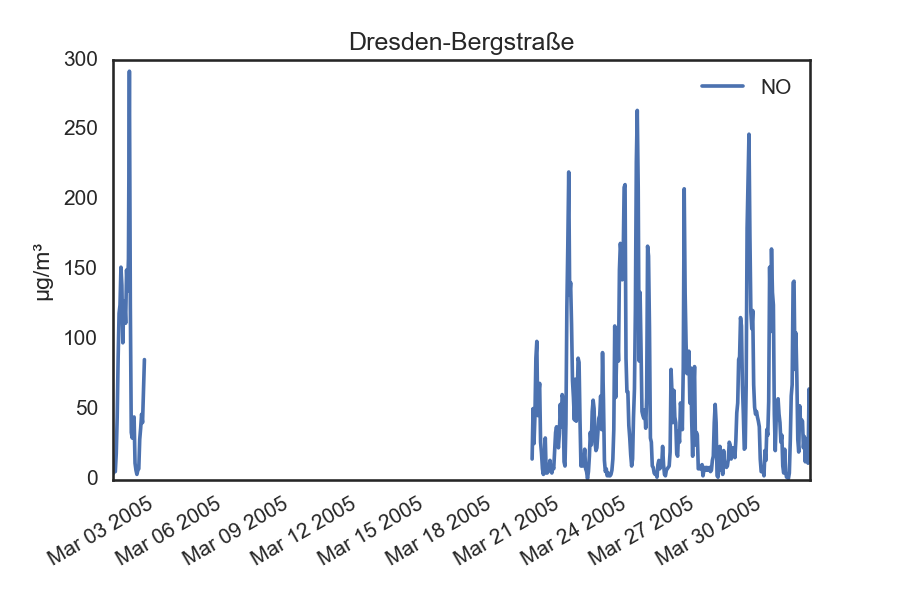 Dresden-Bergstraße
300
250
200
150
100
50
0
µg/m³
NO
Mar 03 2005
Mar 06 2005
Mar 09 2005
Mar 12 2005
Mar 15 2005
Mar 18 2005
Mar 21 2005
Mar 24 2005
Mar 27 2005
Mar 30 2005